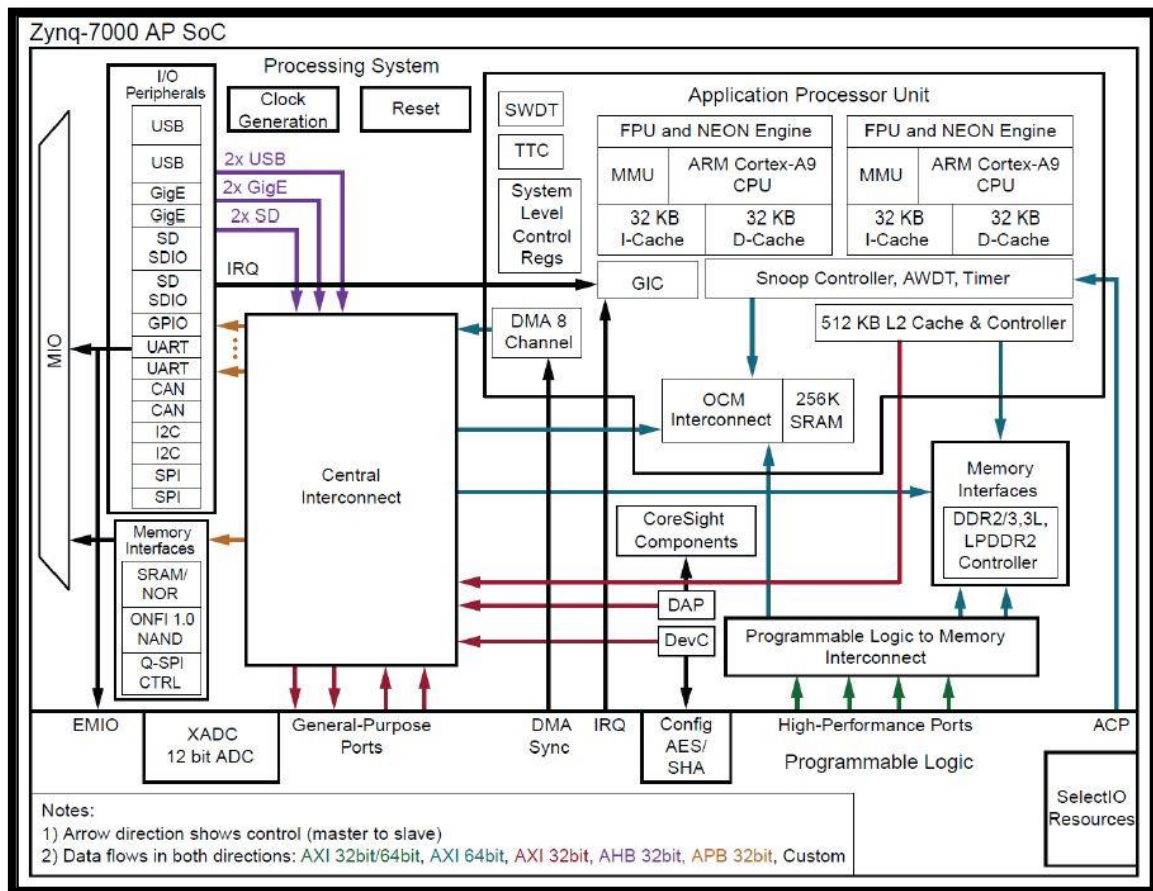 Zynq-7000 AP SoC
Processing System
I/O
Peripherals
USB
USB
GigE
GigE
SD
SDIO
SD
SDIO
GPIO
UART
UART
CAN
CAN
I2C
I2C
SPI
SPI
MIO
Memory
Interfaces
SRAM/
NOR
ONFI 1.0
NAND
Q-SPI
CTRL
Clock
Generation
Reset
2x USB
2x GigE
2x SD
IRQ
Central
Interconnect
Application Processor Unit
SWDT
TTC
System
Level
Control
Regs
FPU and NEON Engine
MMU
ARM Cortex-A9
CPU
32 KB
I-Cache
32 KB
D-Cache
FPU and NEON Engine
MMU
ARM Cortex-A9
CPU
32 KB
I-Cache
32 KB
D-Cache
GIC
Snoop Controller, AWDT, Timer
DMA 8
Channel
512 KB L2 Cache & Controller
OCM
Interconnect
256K
SRAM
Memory
Interfaces
DDR2/3,3L,
LPDDR2
Controller
CoreSight
Components
DAP
DevC
Programmable Logic to Memory
Interconnect
EMIO
XADC
12 bit ADC
General-Purpose
Ports
DMA
Sync
IRQ
Config
AES/
SHA
High-Performance Ports
ACP
Programmable Logic
SelectIO
Resources
Notes:
1) Arrow direction shows control (master to slave)
2) Data flows in both directions: AXI 32bit/64bit, AXI 64bit, AXI 32bit, AHB 32bit, APB 32bit, Custom